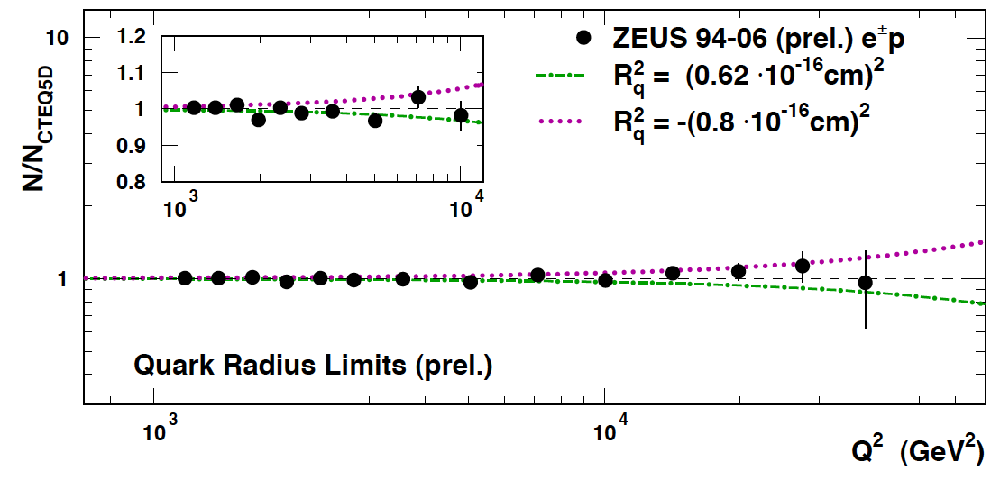 N/N_CTEQ5D
10
1
1.2
1.1
1
0.9
0.8
10^3 10^4
ZEUS 94-06 (prel.) e^±p
R_q^2 = (0.62 ·10^-16cm)^2
R_q^2 = -(0.8 ·10^-16cm)^2
Quark Radius Limits (prel.)
10^3 10^4
Q^2 (GeV^2)